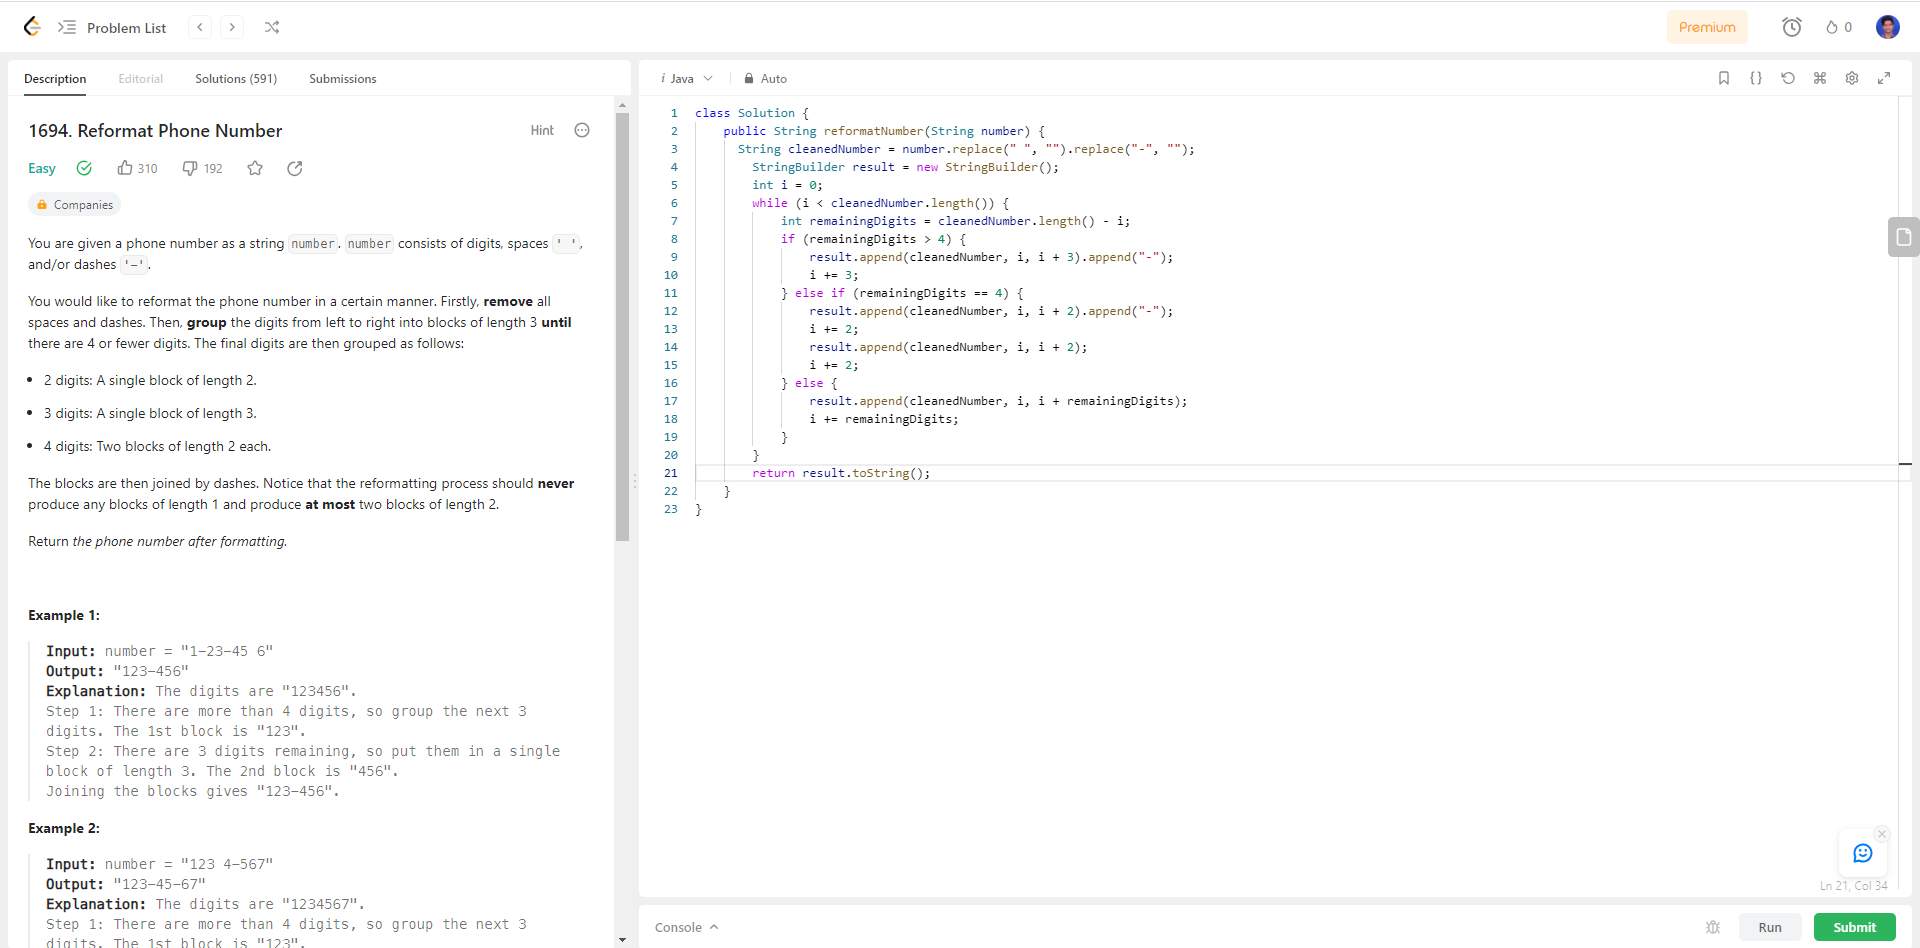 Problem List
Premium
0
Description Editorial Solutions (591) Submissions
1694. Reformat Phone Number
Hint
Easy 310 192
Companies
You are given a phone number as a string number. number consists of digits, spaces ' ',
and/or dashes '-'.
You would like to reformat the phone number in a certain manner. Firstly, remove all
spaces and dashes. Then, group the digits from left to right into blocks of length 3 until
there are 4 or fewer digits. The final digits are then grouped as follows:
• 2 digits: A single block of length 2.
• 3 digits: A single block of length 3.
• 4 digits: Two blocks of length 2 each.
The blocks are then joined by dashes. Notice that the reformatting process should never
produce any blocks of length 1 and produce at most two blocks of length 2.
Return the phone number after formatting.
Example 1:
Input: number = "1-23-45 6"
Output: "123-456"
Explanation: The digits are "123456".
Step 1: There are more than 4 digits, so group the next 3
digits. The 1st block is "123".
Step 2: There are 3 digits remaining, so put them in a single
block of length 3. The 2nd block is "456".
Joining the blocks gives "123-456".
Example 2:
Input: number = "123 4-567"
Output: "123-45-67"
Explanation: The digits are "1234567".
Step 1: There are more than 4 digits, so group the next 3
digits. The 1st block is "123".
i Java Auto
1 class Solution {
2 public String reformatNumber(String number) {
3 String cleanedNumber = number.replace(" ", "").replace("-", "");
4 StringBuilder result = new StringBuilder();
5 int i = 0;
6 while (i < cleanedNumber.length()) {
7 int remainingDigits = cleanedNumber.length() - i;
8 if (remainingDigits > 4) {
9 result.append(cleanedNumber, i, i + 3).append("-");
10 i += 3;
11 } else if (remainingDigits == 4) {
12 result.append(cleanedNumber, i, i + 2).append("-");
13 i += 2;
14 result.append(cleanedNumber, i, i + 2);
15 i += 2;
16 } else {
17 result.append(cleanedNumber, i, i + remainingDigits);
18 i += remainingDigits;
19 }
20 }
21 return result.toString();
22 }
23 }
Ln 21, Col 34
Console
Run
Submit